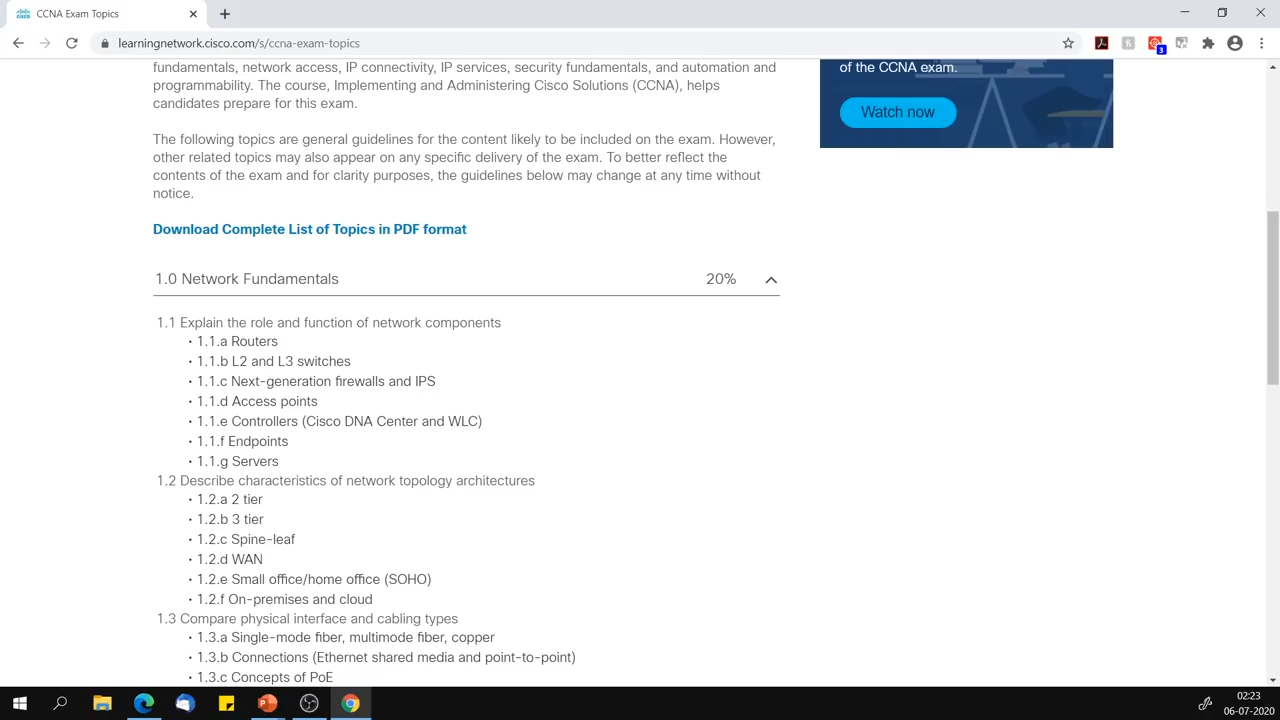 CCNA Exam Topics
learningnetwork.cisco.com/s/ccna-exam-topics
3
fundamentals, network access, IP connectivity, IP services, security fundamentals, and automation and
programmability. The course, Implementing and Administering Cisco Solutions (CCNA), helps
candidates prepare for this exam.
of the CCNA exam.
Watch now
The following topics are general guidelines for the content likely to be included on the exam. However,
other related topics may also appear on any specific delivery of the exam. To better reflect the
contents of the exam and for clarity purposes, the guidelines below may change at any time without
notice.
Download Complete List of Topics in PDF format
1.0 Network Fundamentals 20%
1.1 Explain the role and function of network components
• 1.1.a Routers
• 1.1.b L2 and L3 switches
• 1.1.c Next-generation firewalls and IPS
• 1.1.d Access points
• 1.1.e Controllers (Cisco DNA Center and WLC)
• 1.1.f Endpoints
• 1.1.g Servers
1.2 Describe characteristics of network topology architectures
• 1.2.a 2 tier
• 1.2.b 3 tier
• 1.2.c Spine-leaf
• 1.2.d WAN
• 1.2.e Small office/home office (SOHO)
• 1.2.f On-premises and cloud
1.3 Compare physical interface and cabling types
• 1.3.a Single-mode fiber, multimode fiber, copper
• 1.3.b Connections (Ethernet shared media and point-to-point)
• 1.3.c Concepts of PoE
02:23
06-07-2020